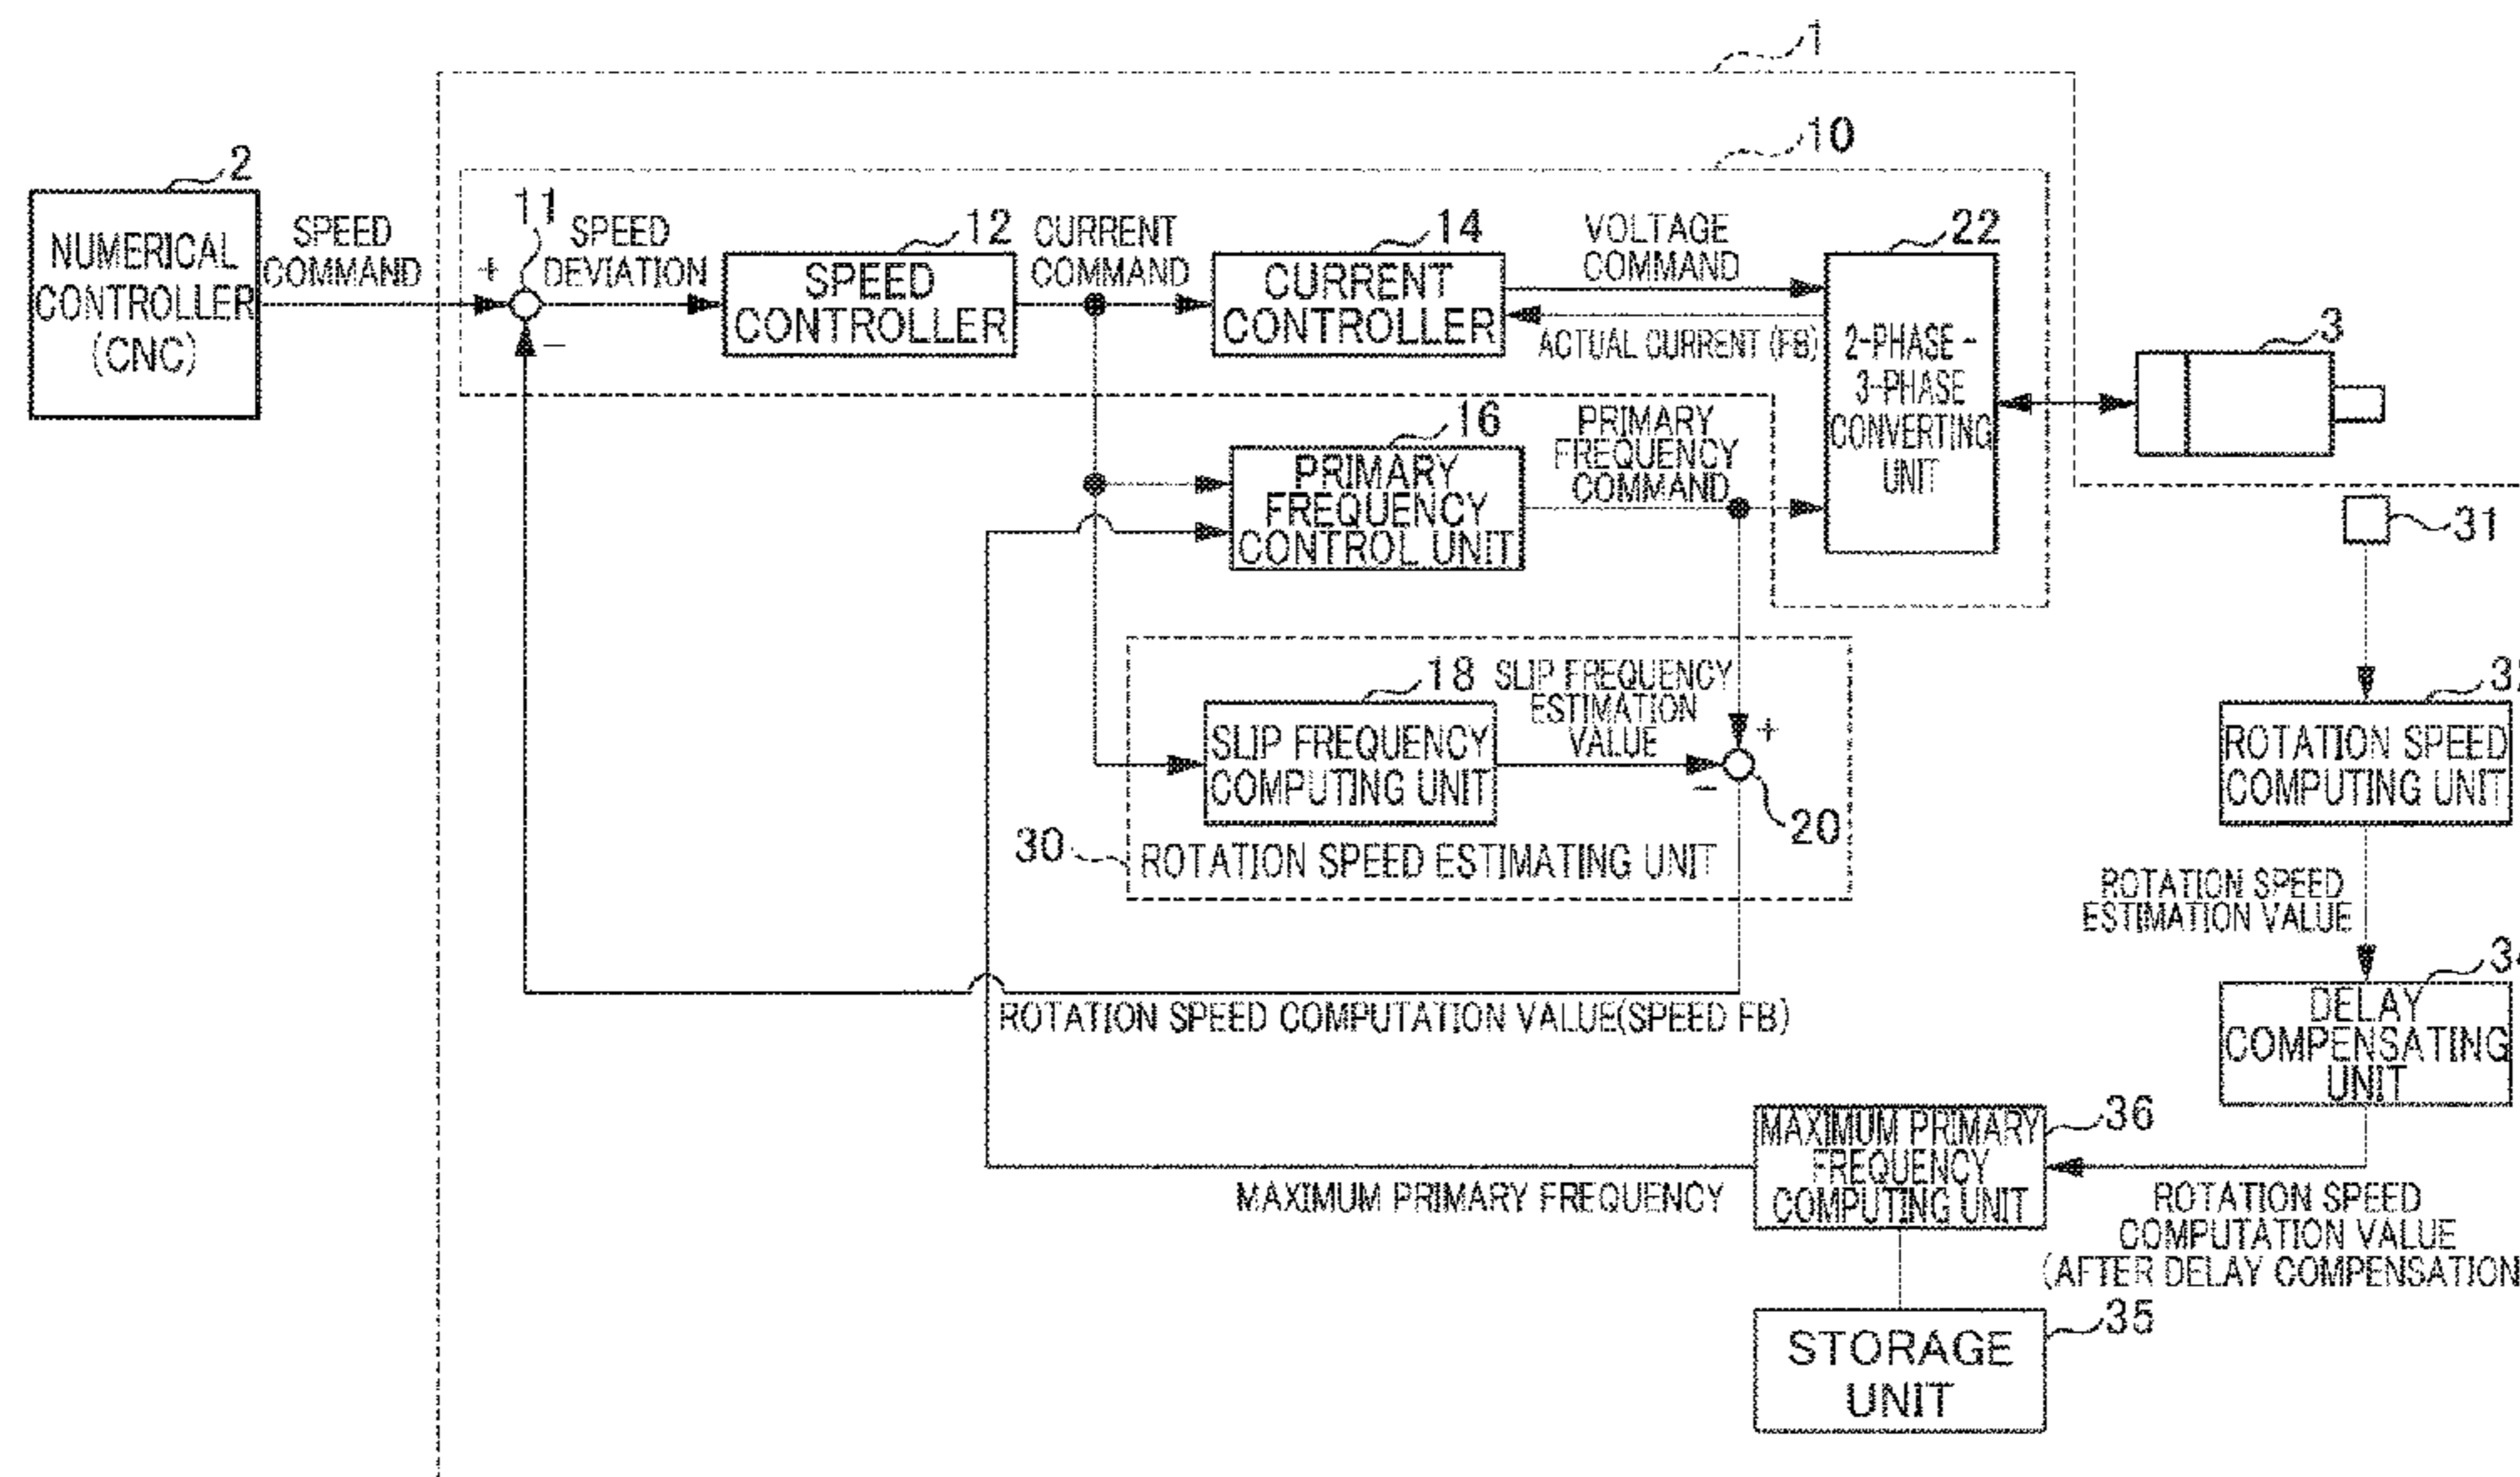 1
10
2
NUMERICAL
CONTROLLER
(CNC)
SPEED
COMMAND
+
−
11
SPEED
DEVIATION
12
SPEED
CONTROLLER
CURRENT
COMMAND
14
CURRENT
CONTROLLER
VOLTAGE
COMMAND
ACTUAL CURRENT (FB)
22
2-PHASE -
3-PHASE
CONVERTING
UNIT
3
16
PRIMARY
FREQUENCY
CONTROL UNIT
PRIMARY
FREQUENCY
COMMAND
31
18
SLIP FREQUENCY
COMPUTING UNIT
SLIP FREQUENCY
ESTIMATION
VALUE
+
−
20
30
ROTATION SPEED ESTIMATING UNIT
ROTATION SPEED
COMPUTING UNIT
ROTATION SPEED
ESTIMATION VALUE
DELAY
COMPENSATING
UNIT
ROTATION SPEED COMPUTATION VALUE(SPEED FB)
36
MAXIMUM PRIMARY
FREQUENCY
COMPUTING UNIT
MAXIMUM PRIMARY FREQUENCY
ROTATION SPEED
COMPUTATION VALUE
(AFTER DELAY COMPENSATION
35
STORAGE
UNIT